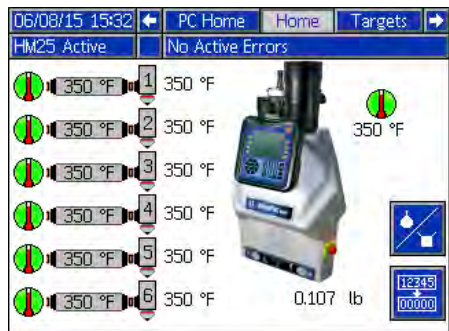 06/08/15 15:32 PC Home Home Targets
HM25 Active No Active Errors
350 °F 1 350 °F
350 °F
350 °F 2 350 °F
350 °F 3 350 °F
350 °F 4 350 °F
350 °F 5 350 °F
350 °F 6 350 °F
0.107 lb
12345
00000